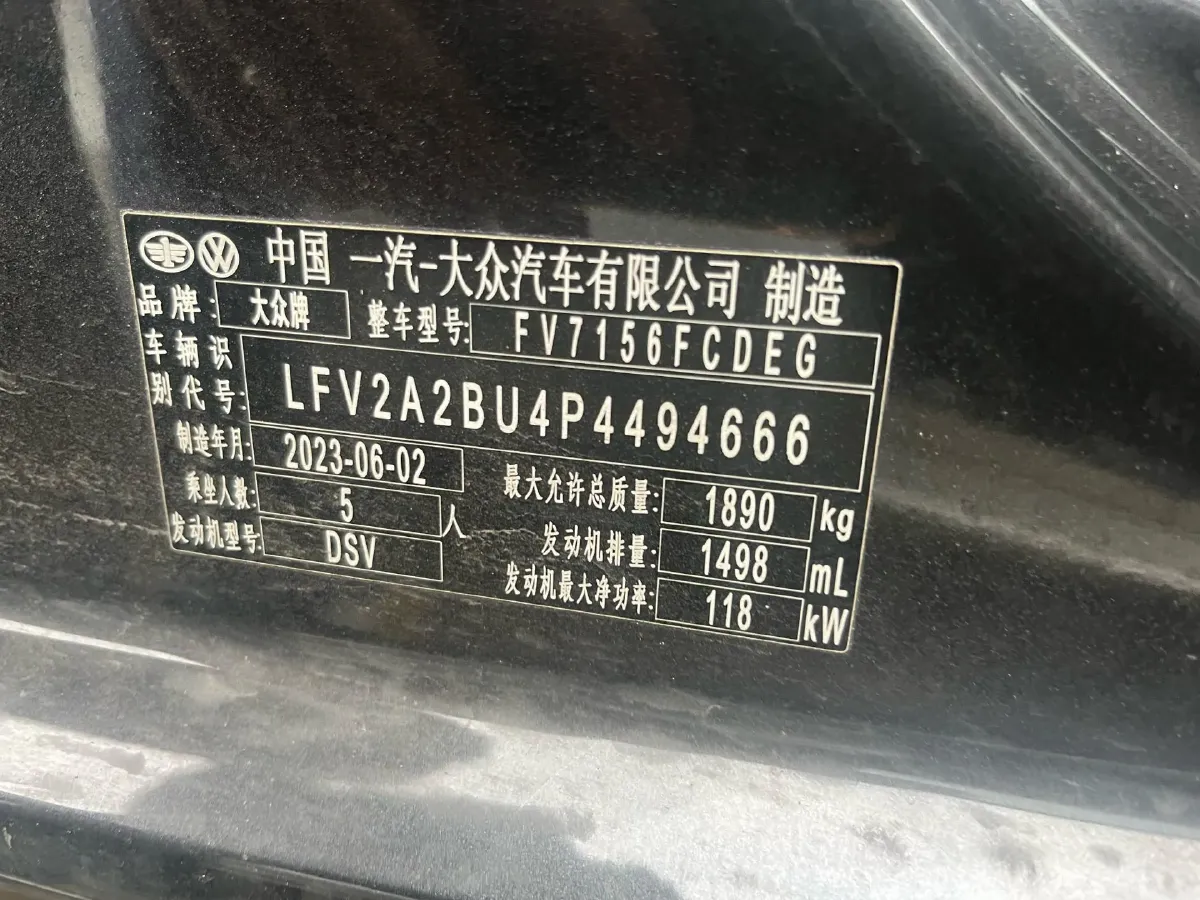 中国 一汽-大众汽车有限公司 制造
品牌: 大众牌 整车型号: FV7156FCDEG
车辆识别代号: LFV2A2BU4P4494666
制造年月: 2023-06-02
乘坐人数: 5 人 最大允许总质量: 1890 kg
发动机型号: DSV 发动机排量: 1498 mL
发动机最大净功率: 118 kW